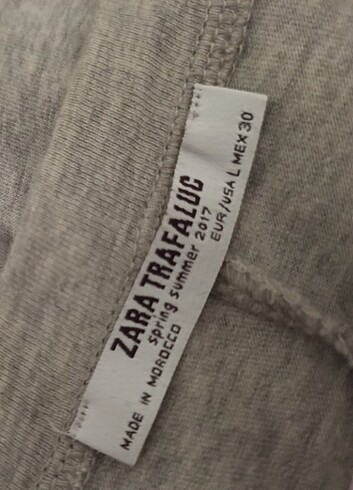 ZARA TRAFALUC
spring summer 2017
EUR/USA L MEX 30
MADE IN MOROCCO